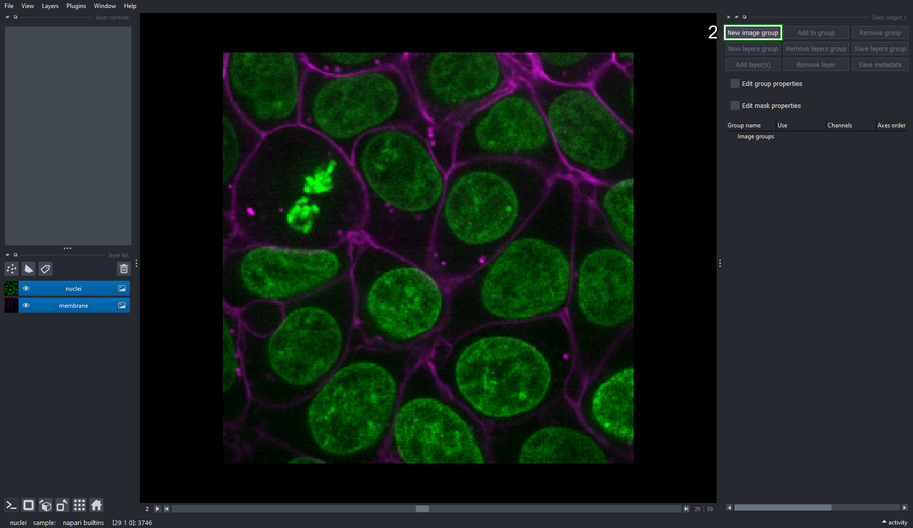 File View Layers Plugins Window Help
layer controls
Dock widget 1
2
New image group Add to group Remove group
New layers group Remove layers group Save layers group
Add layer(s) Remove layer Save metadata
Edit group properties
Edit mask properties
Group name Use Channels Axes order
Image groups
layer list
nuclei
membrane
Z 29 59
nuclei sample: napari builtins [29 1 0]: 3746 activity